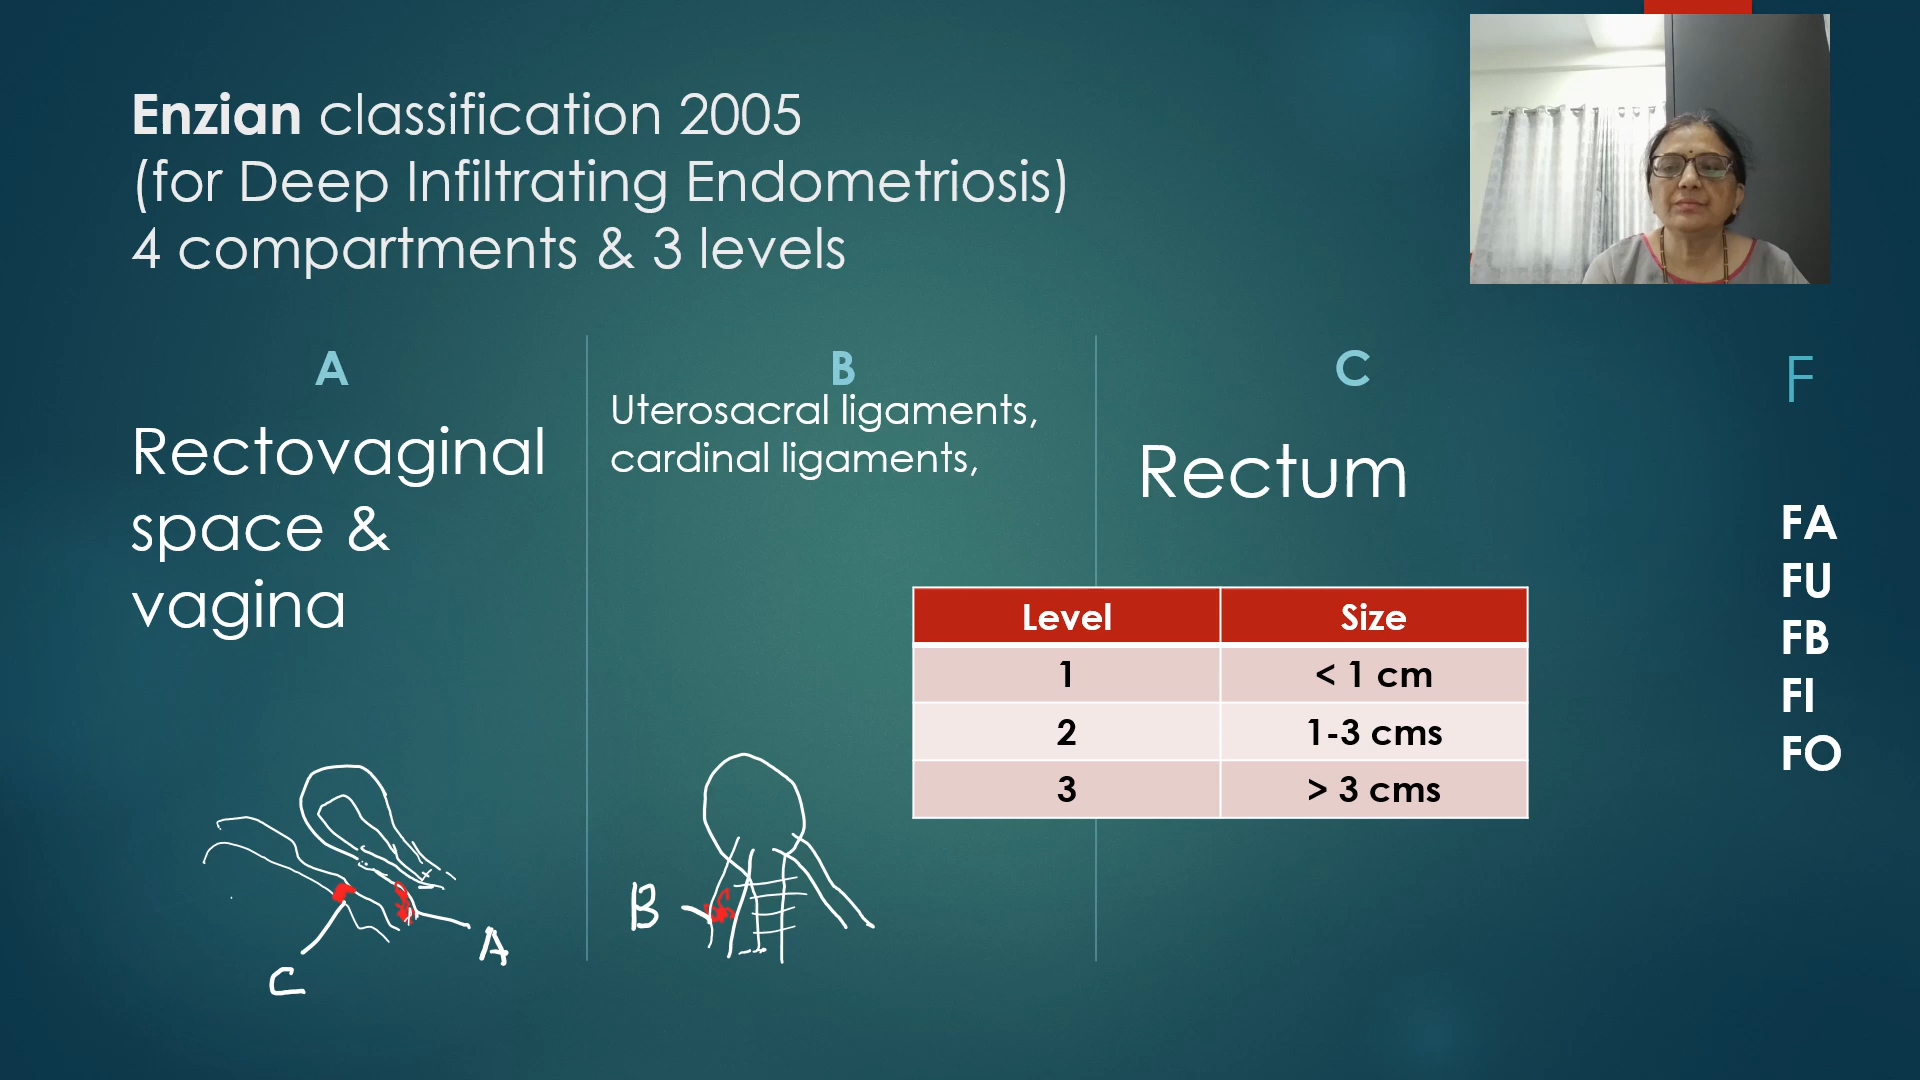 Enzian classification 2005
(for Deep Infiltrating Endometriosis)
4 compartments & 3 levels
A
Rectovaginal
space &
vagina
B
Uterosacral ligaments,
cardinal ligaments,
C
Rectum
F
FA
FU
FB
FI
FO
Level Size
1 < 1 cm
2 1-3 cms
3 > 3 cms
C
A
B